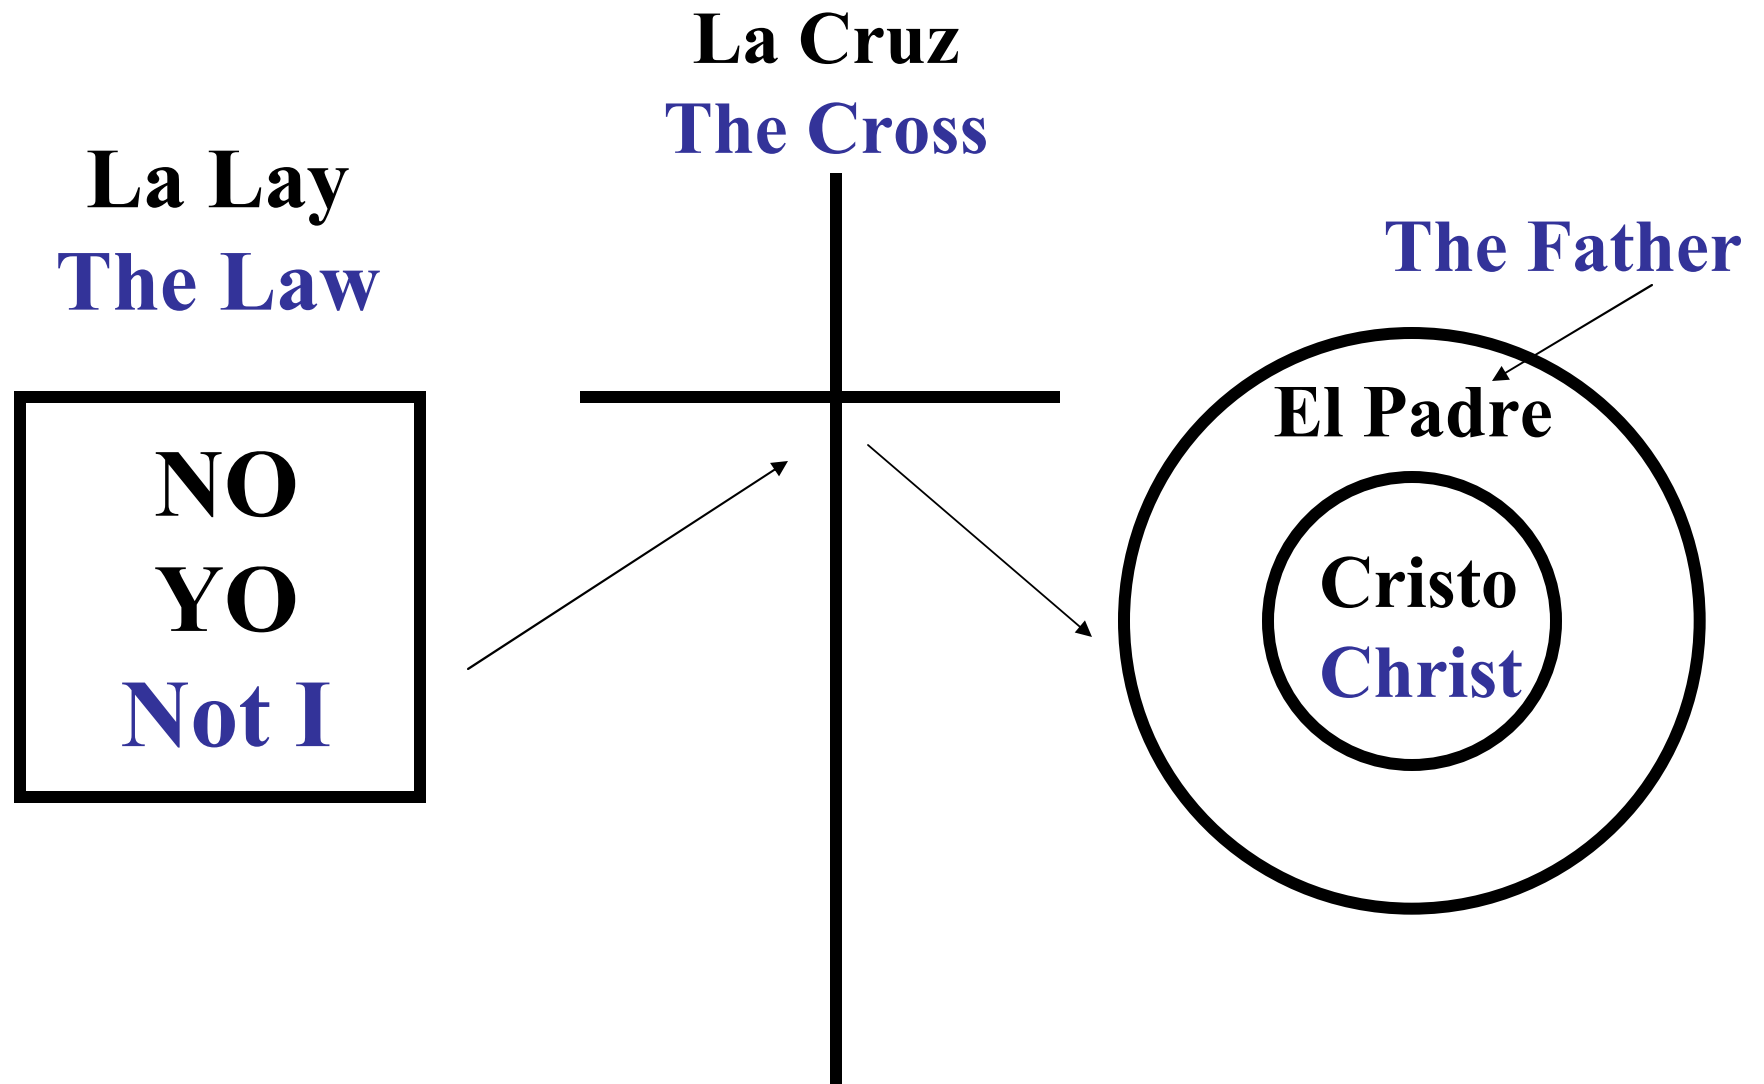 La Cruz
The Cross
La Lay
The Law
The Father
El Padre
NO
YO
Not I
Cristo
Christ